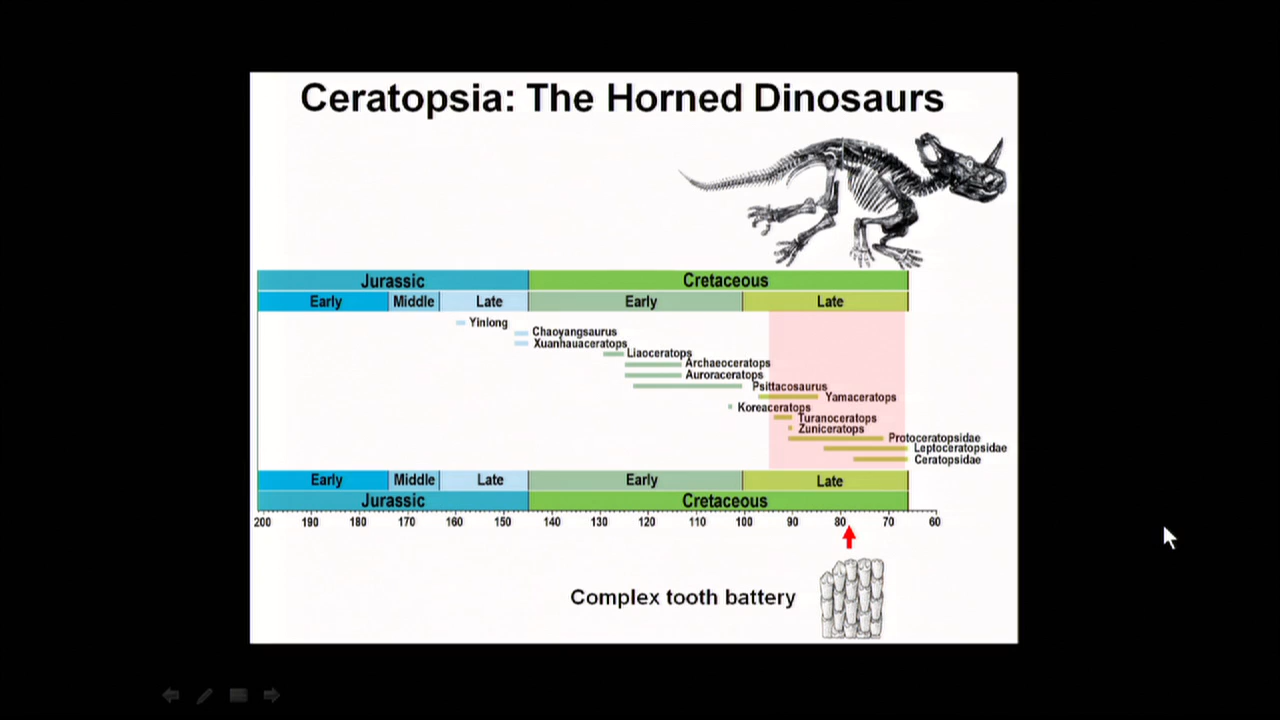 Ceratopsia: The Horned Dinosaurs
Jurassic Cretaceous
Early Middle Late Early Late
Yinlong
Chaoyangsaurus
Xuanhauaceratops
Liaoceratops
Archaeoceratops
Auroraceratops
Psittacosaurus
Yamaceratops
Koreaceratops
Turanoceratops
Zuniceratops
Protoceratopsidae
Leptoceratopsidae
Ceratopsidae
Early Middle Late Early Late
Jurassic Cretaceous
200 190 180 170 160 150 140 130 120 110 100 90 80 70 60
Complex tooth battery